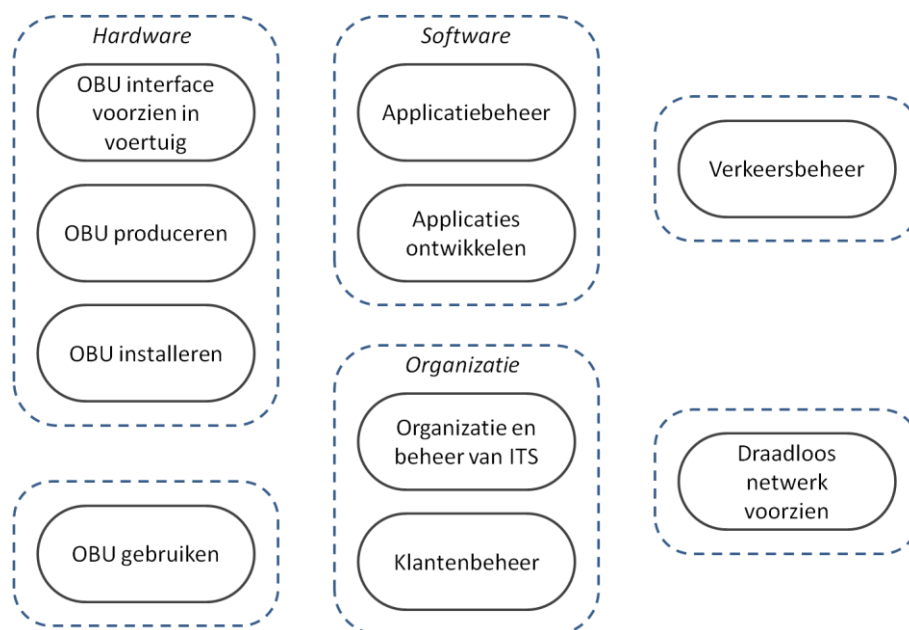 Hardware
OBU interface
voorzien in
voertuig
OBU produceren
OBU installeren
OBU gebruiken
Software
Applicatiebeheer
Applicaties
ontwikkelen
Organizatie
Organizatie en
beheer van ITS
Klantenbeheer
Verkeersbeheer
Draadloos
netwerk
voorzien